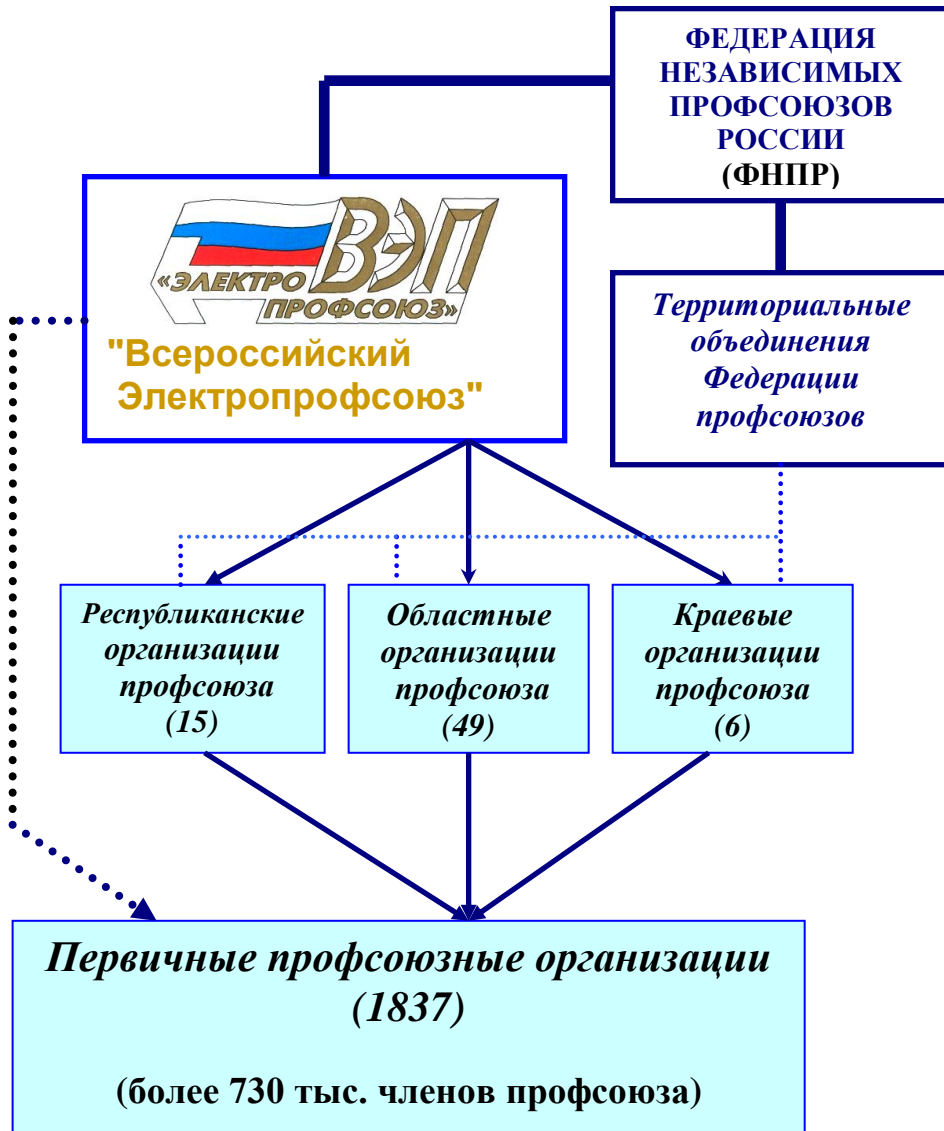 ФЕДЕРАЦИЯ
НЕЗАВИСИМЫХ
ПРОФСОЮЗОВ
РОССИИ
(ФНПР)
ВЭП
«ЭЛЕКТРО
ПРОФСОЮЗ»
"Всероссийский
Электропрофсоюз"
Территориальные
объединения
Федерации
профсоюзов
Республиканские
организации
профсоюза
(15)
Областные
организации
профсоюза
(49)
Краевые
организации
профсоюза
(6)
Первичные профсоюзные организации
(1837)
(более 730 тыс. членов профсоюза)